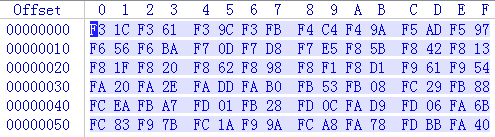 Offset 0 1 2 3 4 5 6 7 8 9 A B C D E F
00000000 F3 1C F3 61 F3 9C F3 FB F4 C4 F4 9A F5 AD F5 97
00000010 F6 56 F6 BA F7 0D F7 D8 F7 E5 F8 5B F8 42 F8 13
00000020 F8 1F F8 20 F8 62 F8 98 F8 F1 F8 D1 F9 61 F9 54
00000030 FA 20 FA 2E FA DD FA B0 FB 53 FB 08 FC 29 FB 88
00000040 FC EA FB A7 FD 01 FB 28 FD 0C FA D9 FD 06 FA 6B
00000050 FC 83 F9 7B FC 1A F9 9A FC A8 FA 78 FD BB FA 40